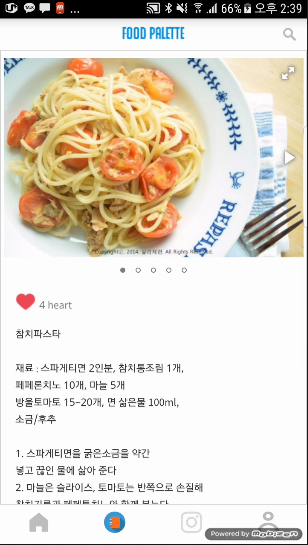 ... 66% 오후 2:39
FOOD PALETTE
REPAS
Copyright(c), 2014, All Rights Reserved.
4 heart
참치파스타
재료 : 스파게티면 2인분, 참치통조림 1개,
페페론치노 10개, 마늘 5개
방울토마토 15~20개, 면 삶은물 100ml,
소금/후추
1. 스파게티면을 굵은소금을 약간
넣고 끓인 물에 삶아 준다
2. 마늘은 슬라이스, 토마토는 반쪽으로 손질해
Powered by Mobizen